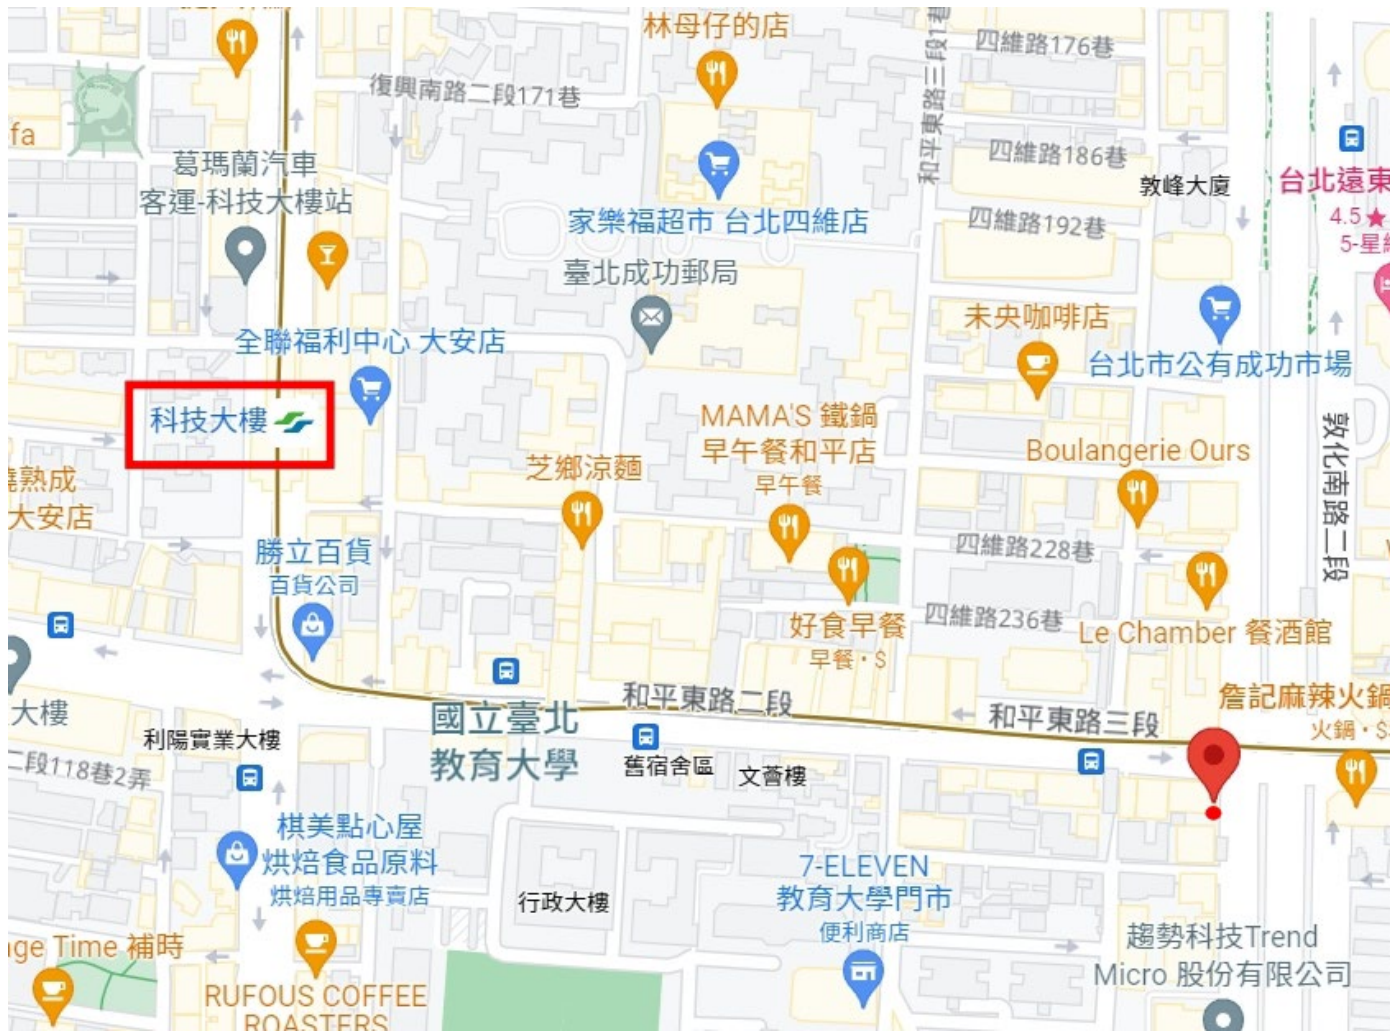 林母仔的店
四維路176巷
復興南路二段171巷
和平東路三段1巷
fa
葛瑪蘭汽車
客運-科技大樓站
四維路186巷
敦峰大廈
台北遠東
4.5★
家樂福超市 台北四維店
四維路192巷
臺北成功郵局
未央咖啡店
全聯福利中心 大安店
台北市公有成功市場
科技大樓
MAMA'S 鐵鍋
早午餐和平店
早午餐
Boulangerie Ours
敦化南路二段
芝鄉涼麵
熟成
大安店
勝立百貨
百貨公司
四維路228巷
好食早餐
早餐・$
四維路236巷
Le Chamber 餐酒館
和平東路二段
和平東路三段
詹記麻辣火鍋
火鍋・$
大樓
利陽實業大樓
國立臺北
教育大學
舊宿舍區
文薈樓
二段118巷2弄
棋美點心屋
烘焙食品原料
烘焙用品專賣店
7-ELEVEN
教育大學門市
便利商店
行政大樓
age Time 補時
趨勢科技Trend
Micro 股份有限公司
RUFOUS COFFEE
ROASTERS